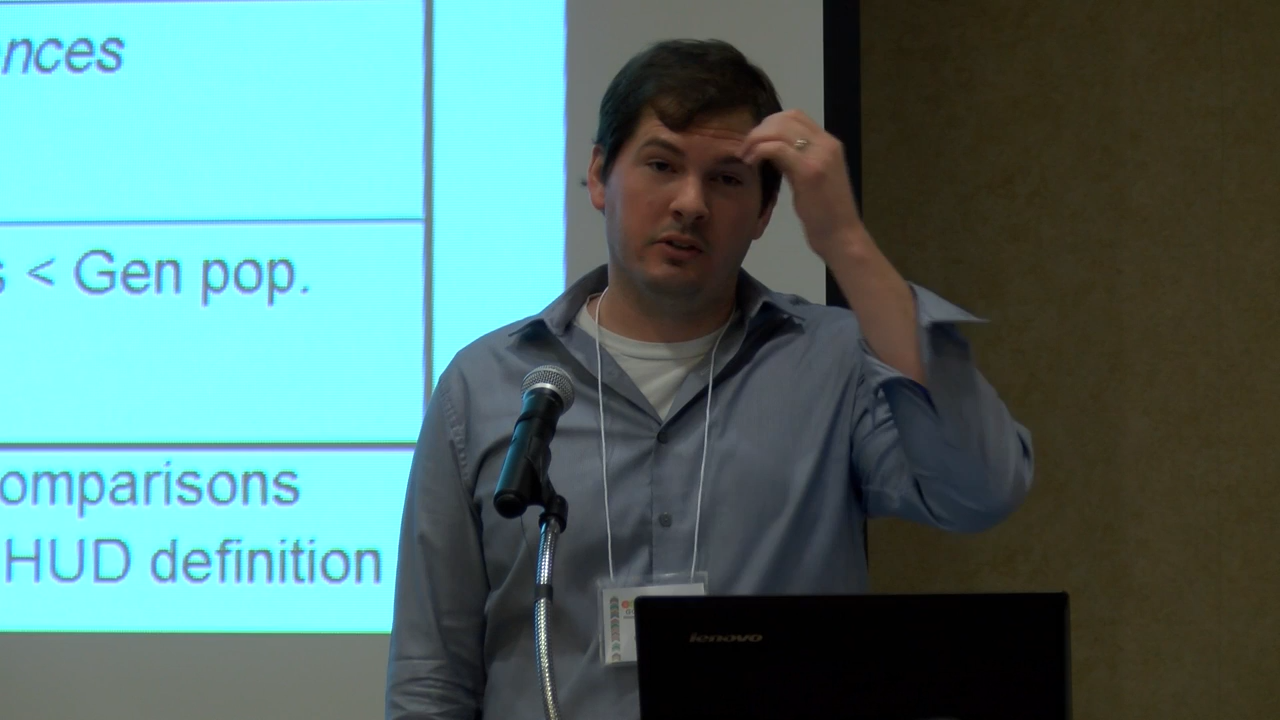 nces
< Gen pop.
omparisons
HUD definition
lenovo